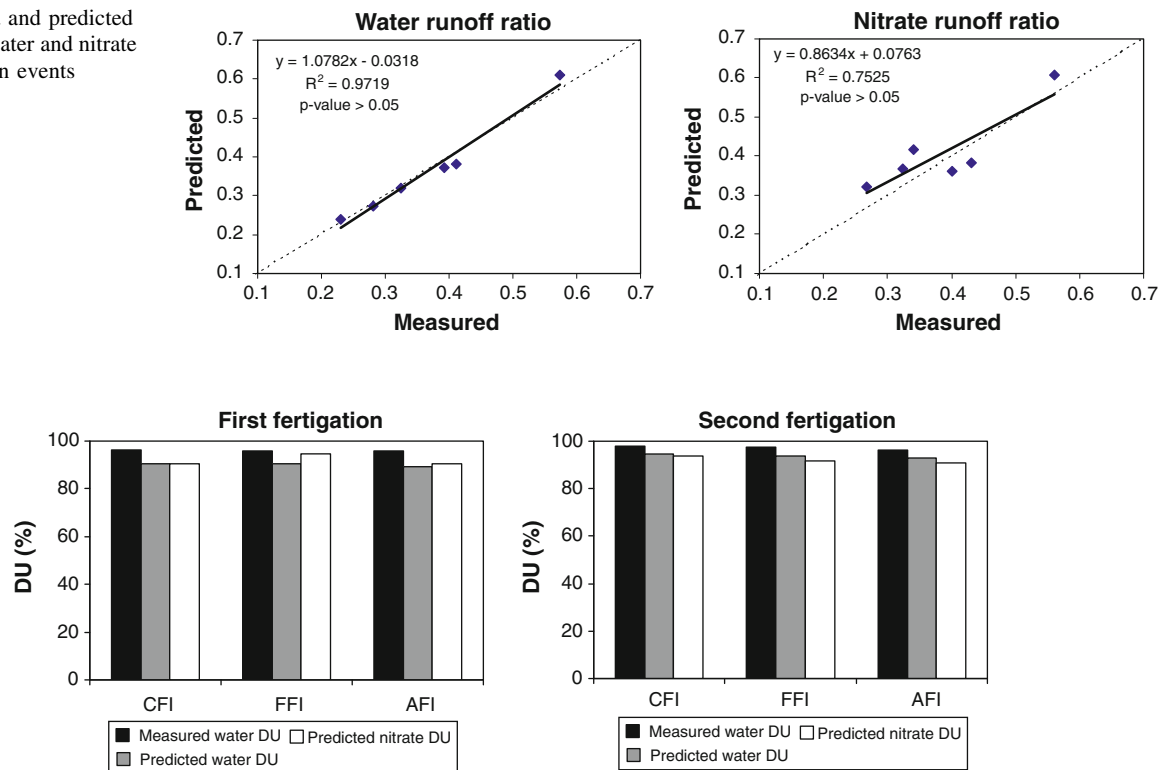 and predicted
ater and nitrate
n events
Water runoff ratio
0.7
0.6
0.5
0.4
0.3
0.2
0.1
y = 1.0782x - 0.0318
R² = 0.9719
p-value > 0.05
Predicted
0.1 0.2 0.3 0.4 0.5 0.6 0.7
Measured
Nitrate runoff ratio
0.7
0.6
0.5
0.4
0.3
0.2
0.1
y = 0.8634x + 0.0763
R² = 0.7525
p-value > 0.05
Predicted
0.1 0.2 0.3 0.4 0.5 0.6 0.7
Measured
First fertigation
100
80
60
40
20
0
DU (%)
CFI FFI AFI
Measured water DU Predicted nitrate DU
Predicted water DU
Second fertigation
100
80
60
40
20
0
DU (%)
CFI FFI AFI
Measured water DU Predicted nitrate DU
Predicted water DU